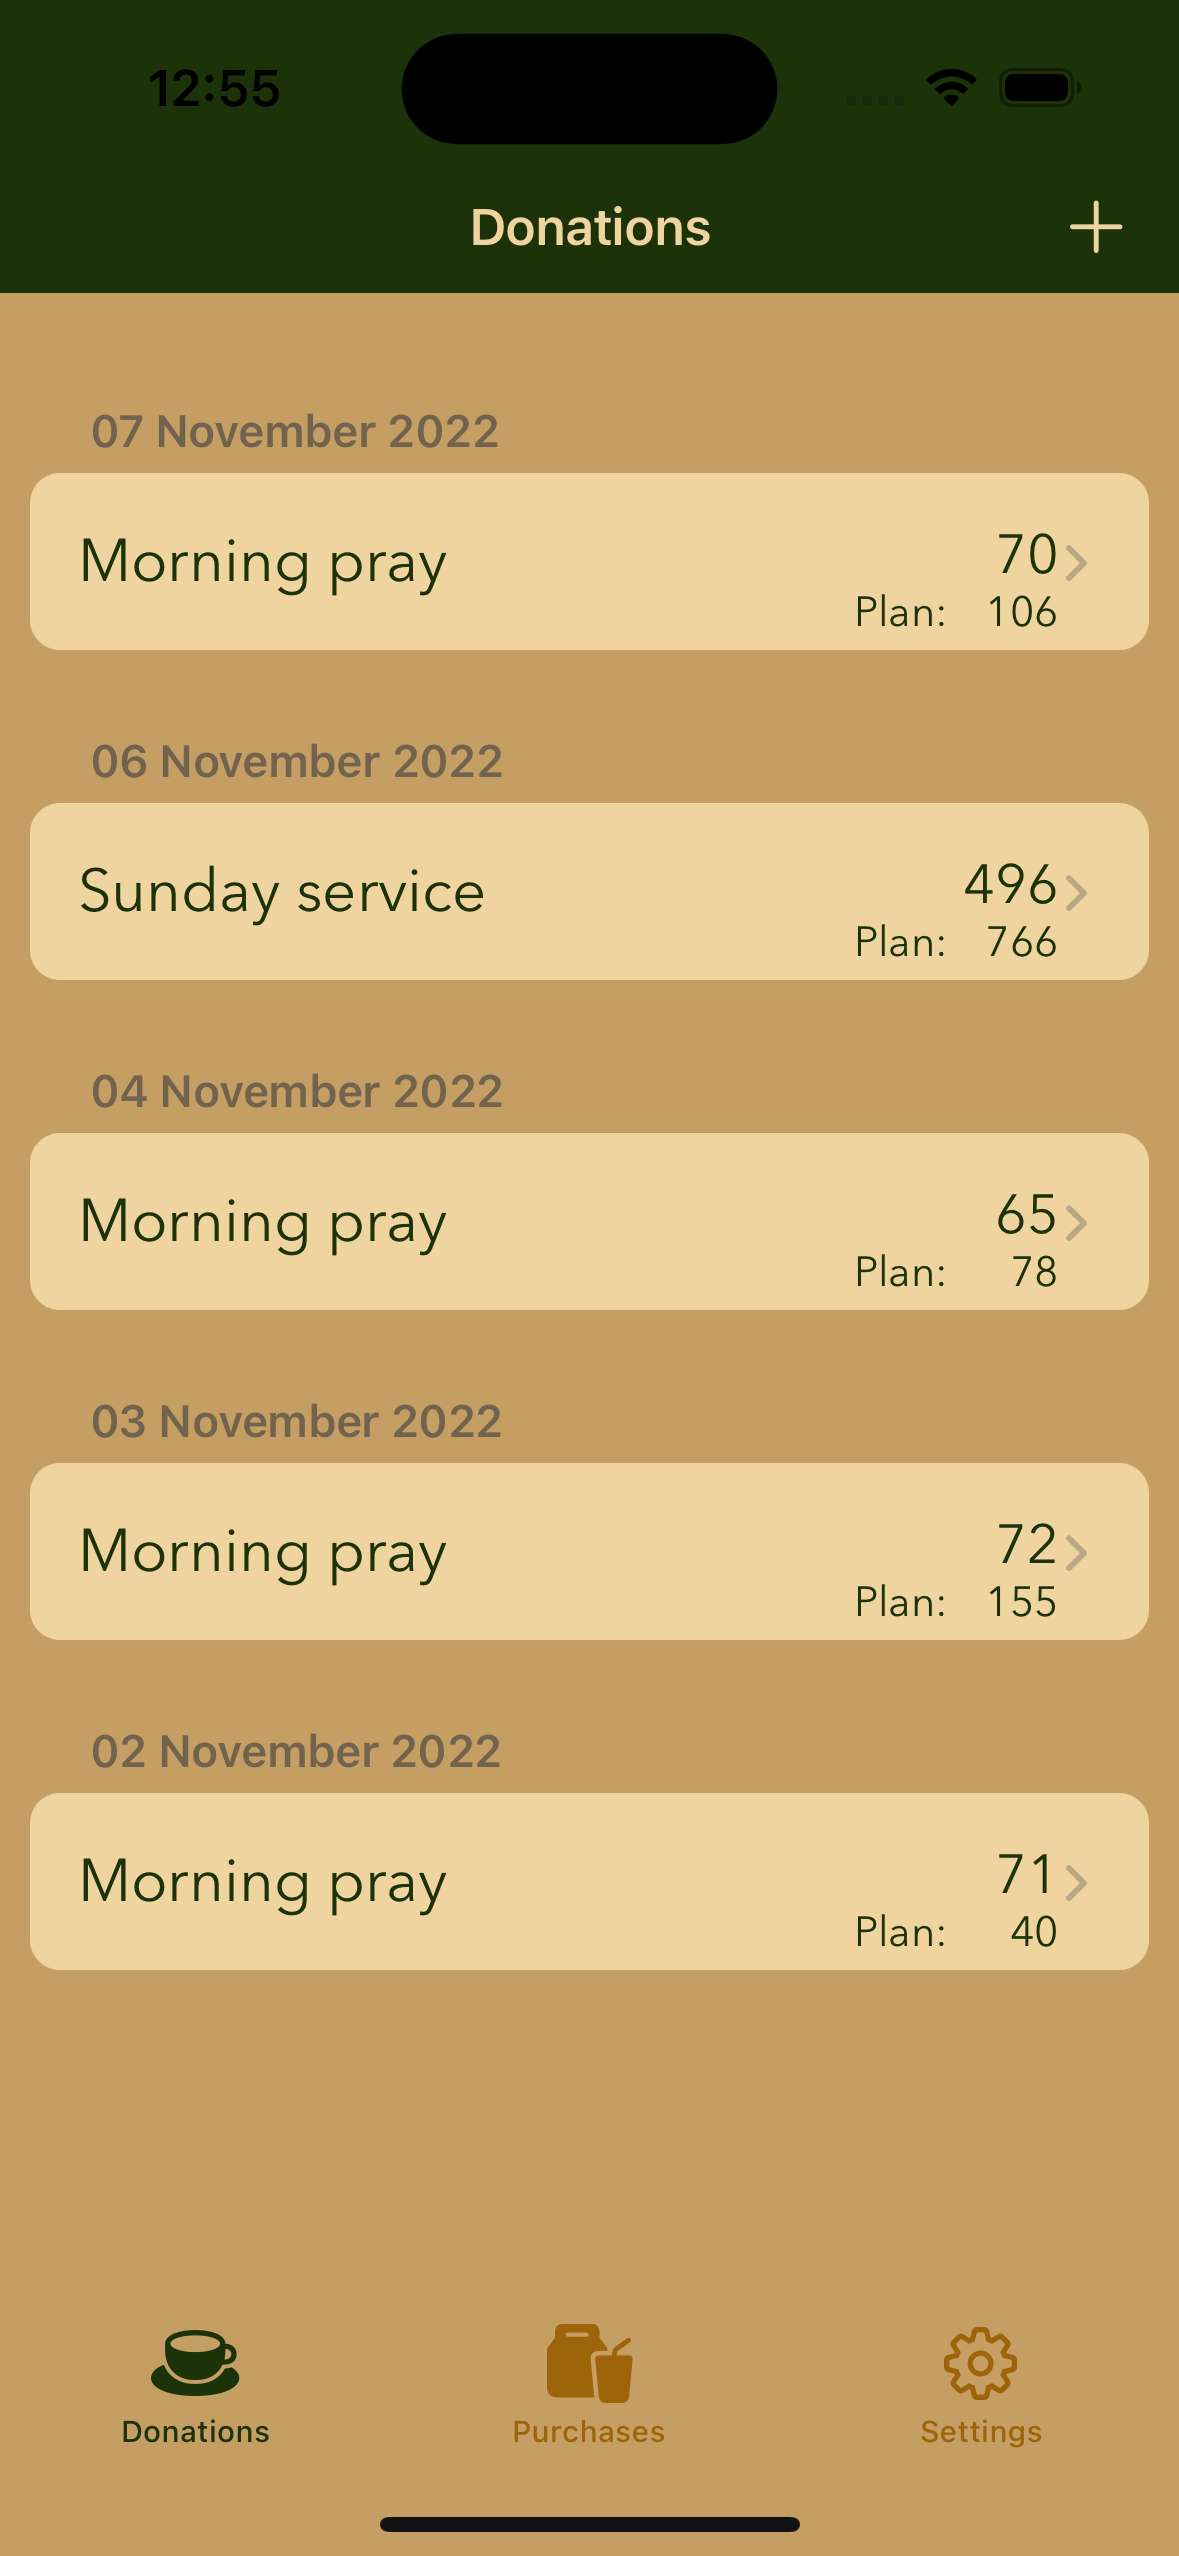 12:55
Donations
07 November 2022
Morning pray
70
Plan: 106
06 November 2022
Sunday service
496
Plan: 766
04 November 2022
Morning pray
65
Plan: 78
03 November 2022
Morning pray
72
Plan: 155
02 November 2022
Morning pray
71
Plan: 40
Donations
Purchases
Settings